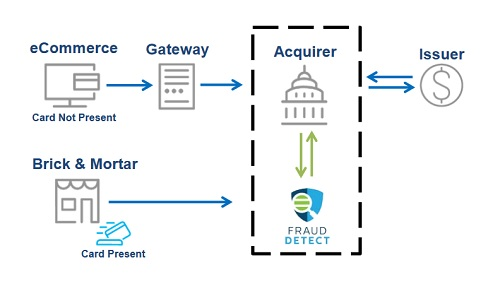 eCommerce
Gateway
Acquirer
Issuer
$
Card Not Present
Brick & Mortar
FRAUD
DETECT
Card Present